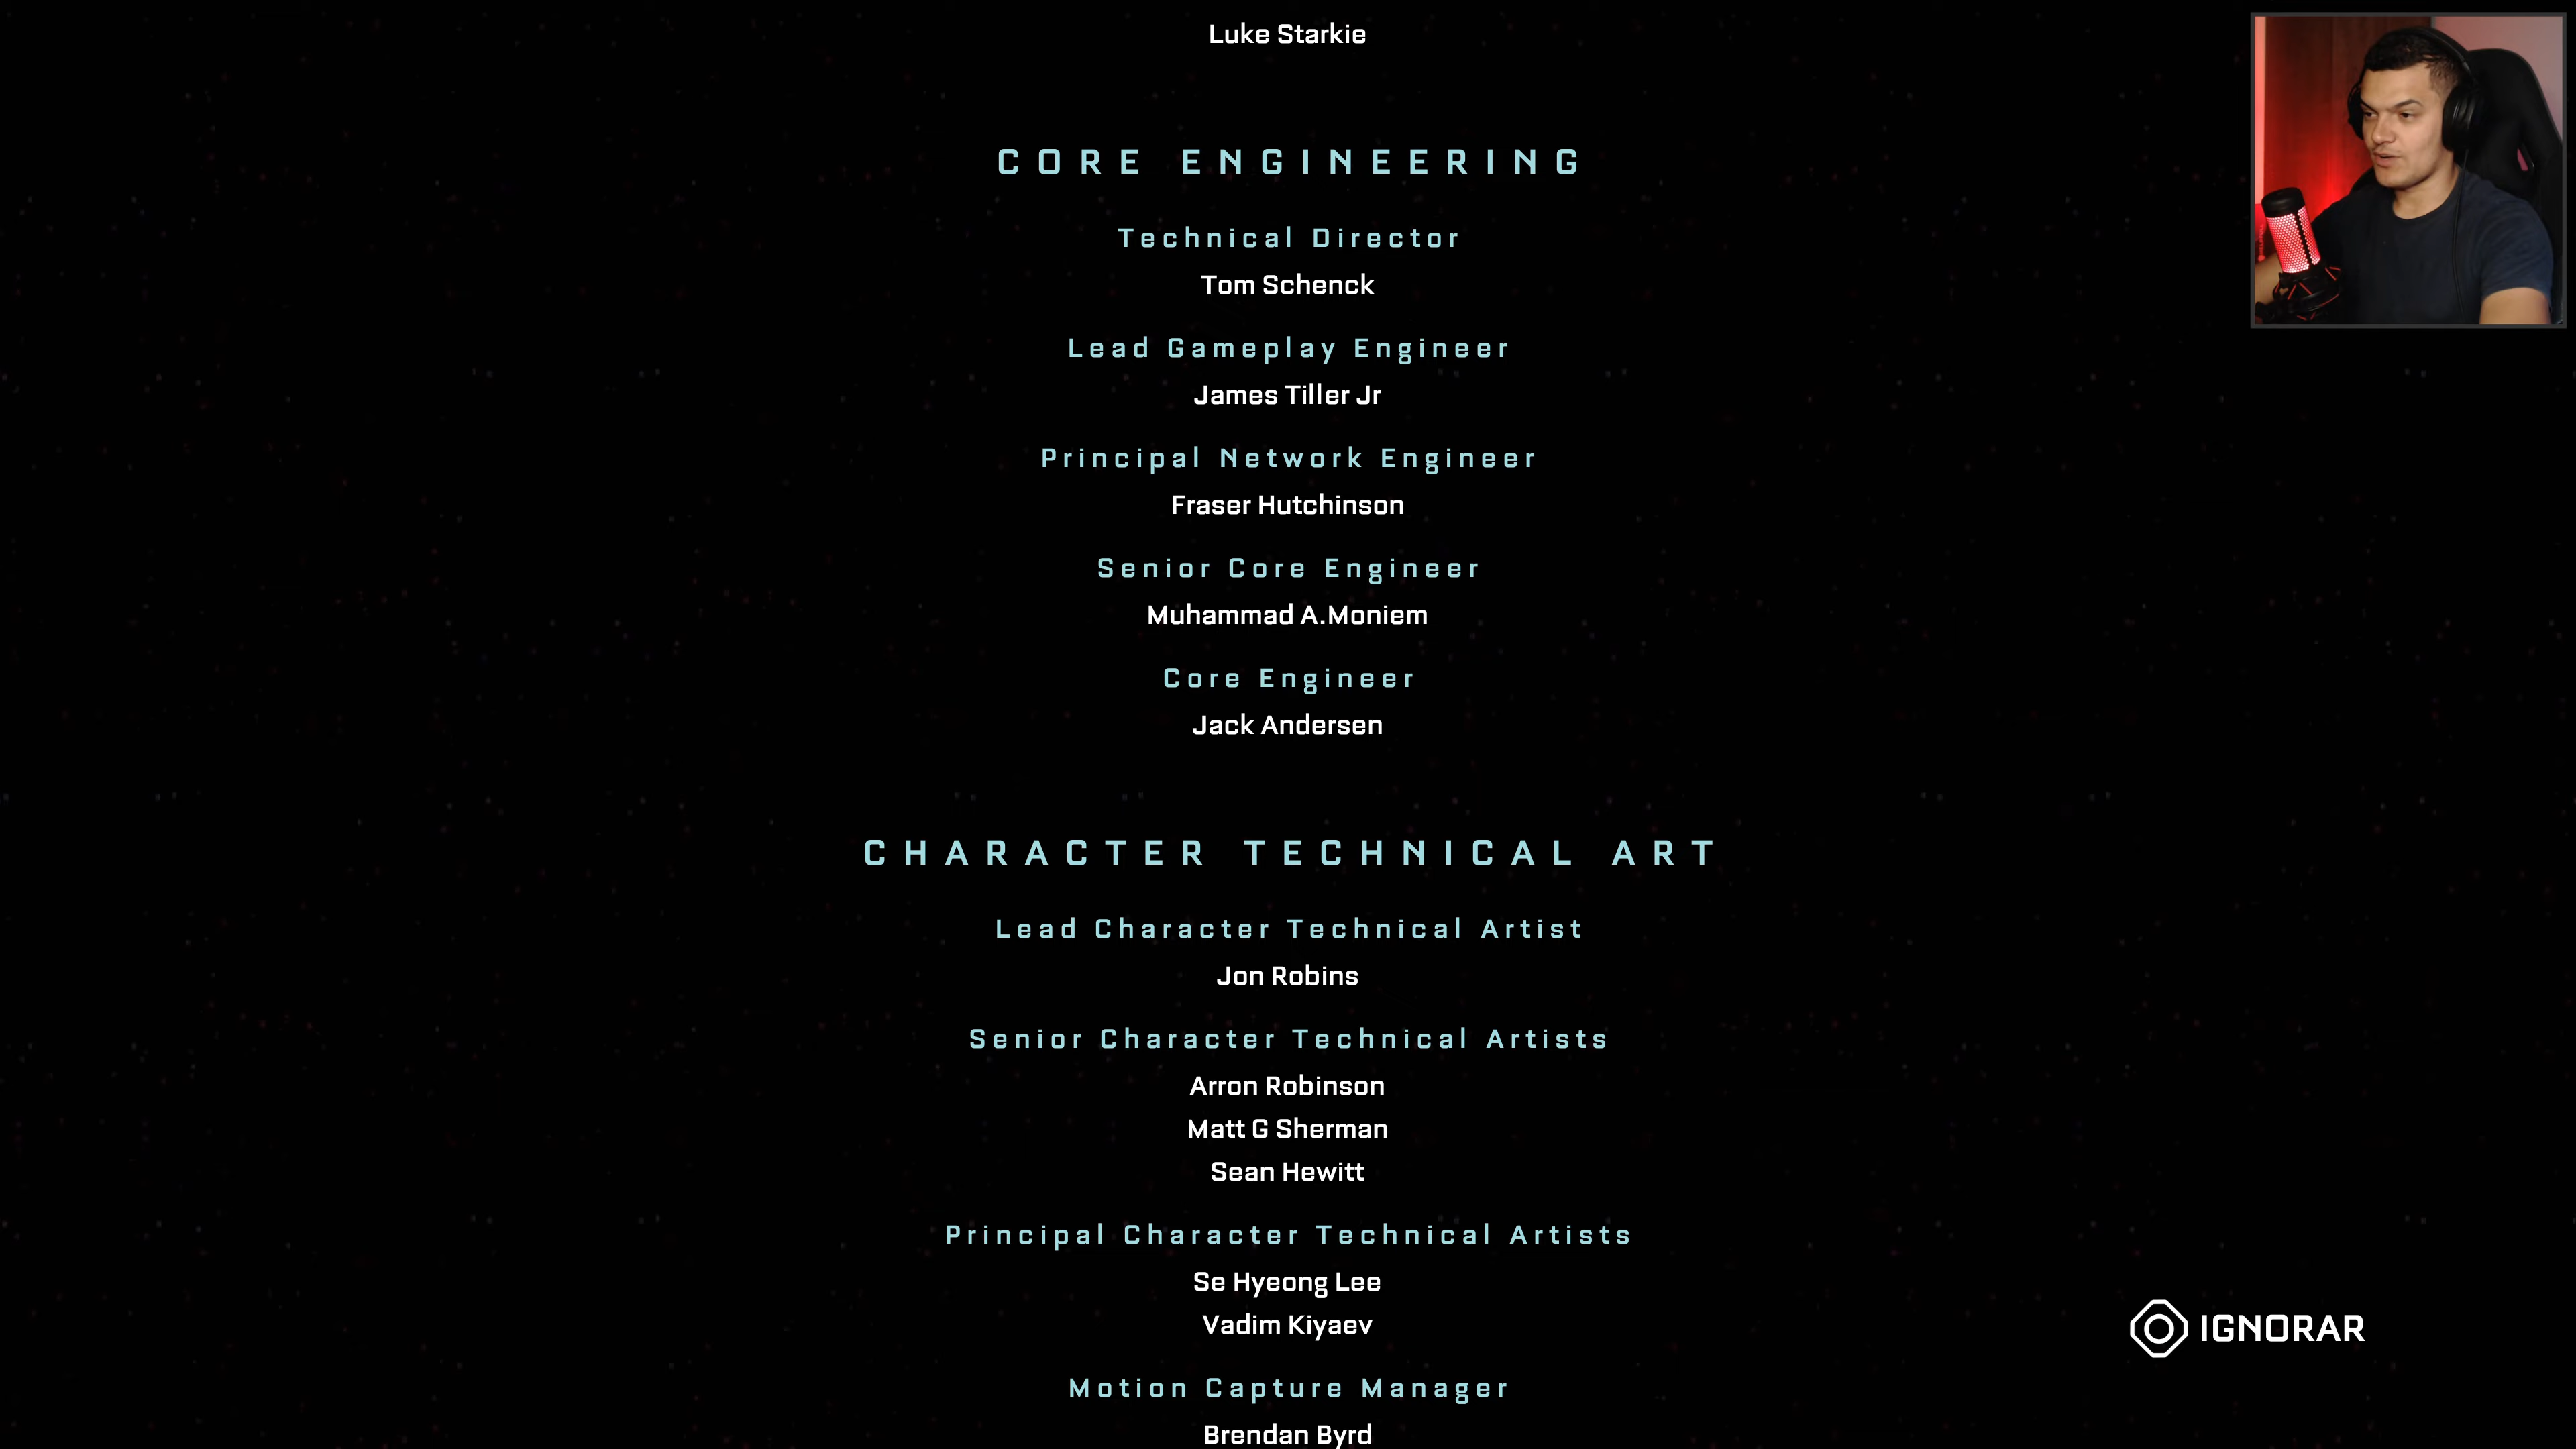 Luke Starkie
CORE ENGINEERING
Technical Director
Tom Schenck
Lead Gameplay Engineer
James Tiller Jr
Principal Network Engineer
Fraser Hutchinson
Senior Core Engineer
Muhammad A.Moniem
Core Engineer
Jack Andersen
CHARACTER TECHNICAL ART
Lead Character Technical Artist
Jon Robins
Senior Character Technical Artists
Arron Robinson
Matt G Sherman
Sean Hewitt
Principal Character Technical Artists
Se Hyeong Lee
Vadim Kiyaev
IGNORAR
Motion Capture Manager
Brendan Byrd